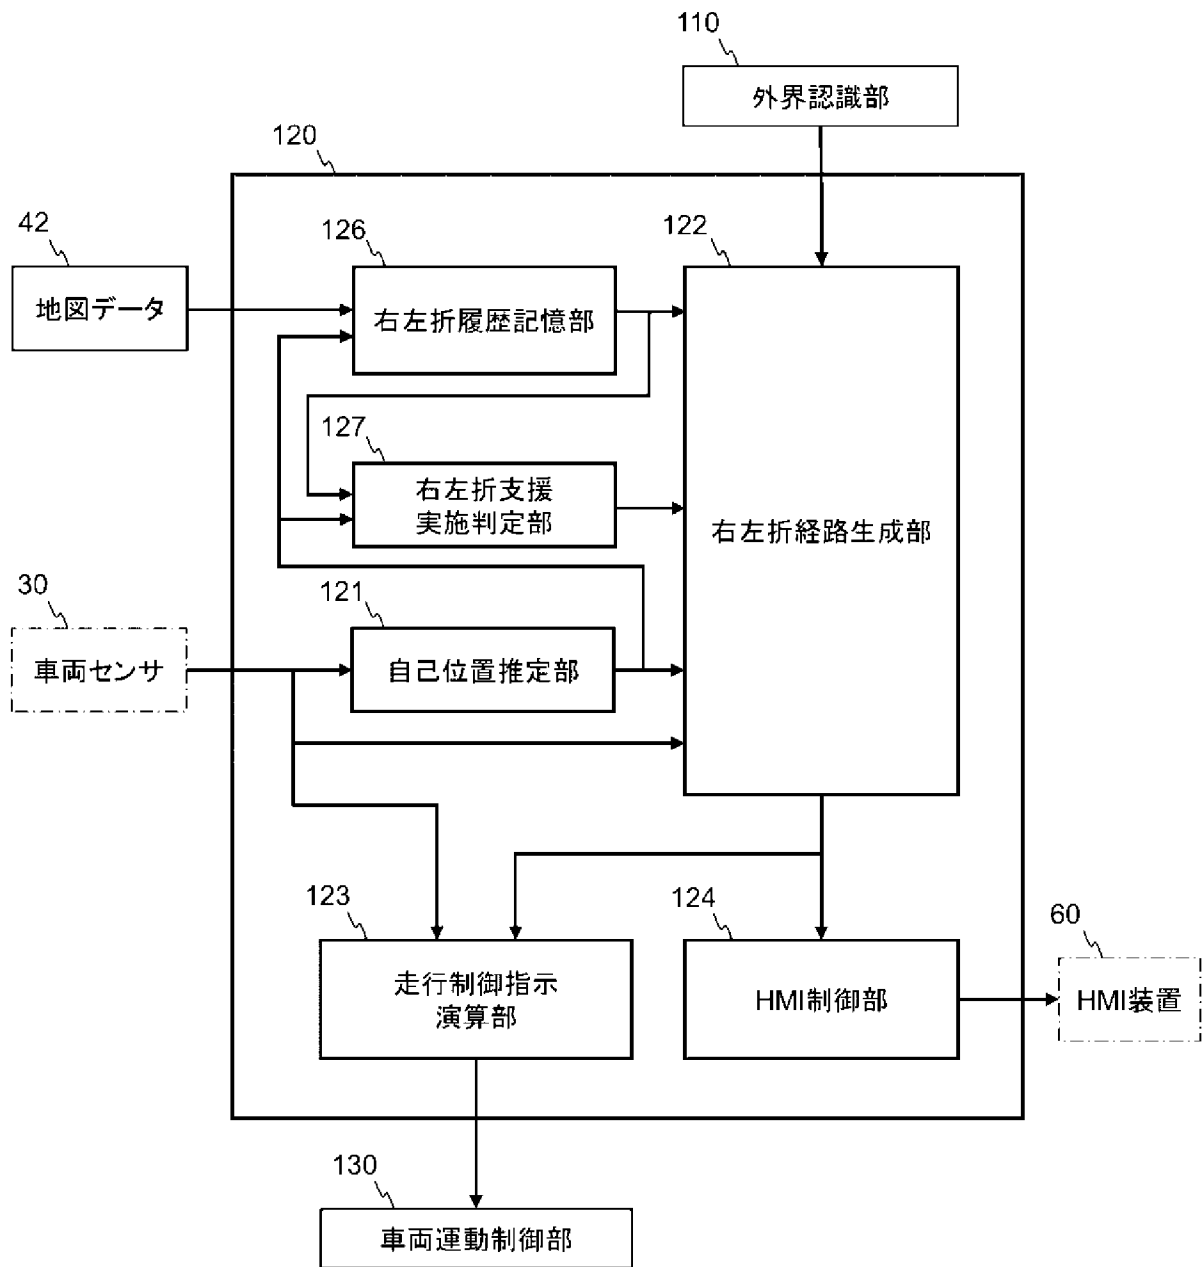 110
外界認識部
120
42
地図データ
126
右左折履歴記憶部
122
右左折経路生成部
127
右左折支援
実施判定部
30
車両センサ
121
自己位置推定部
123
走行制御指示
演算部
124
HMI制御部
60
HMI装置
130
車両運動制御部